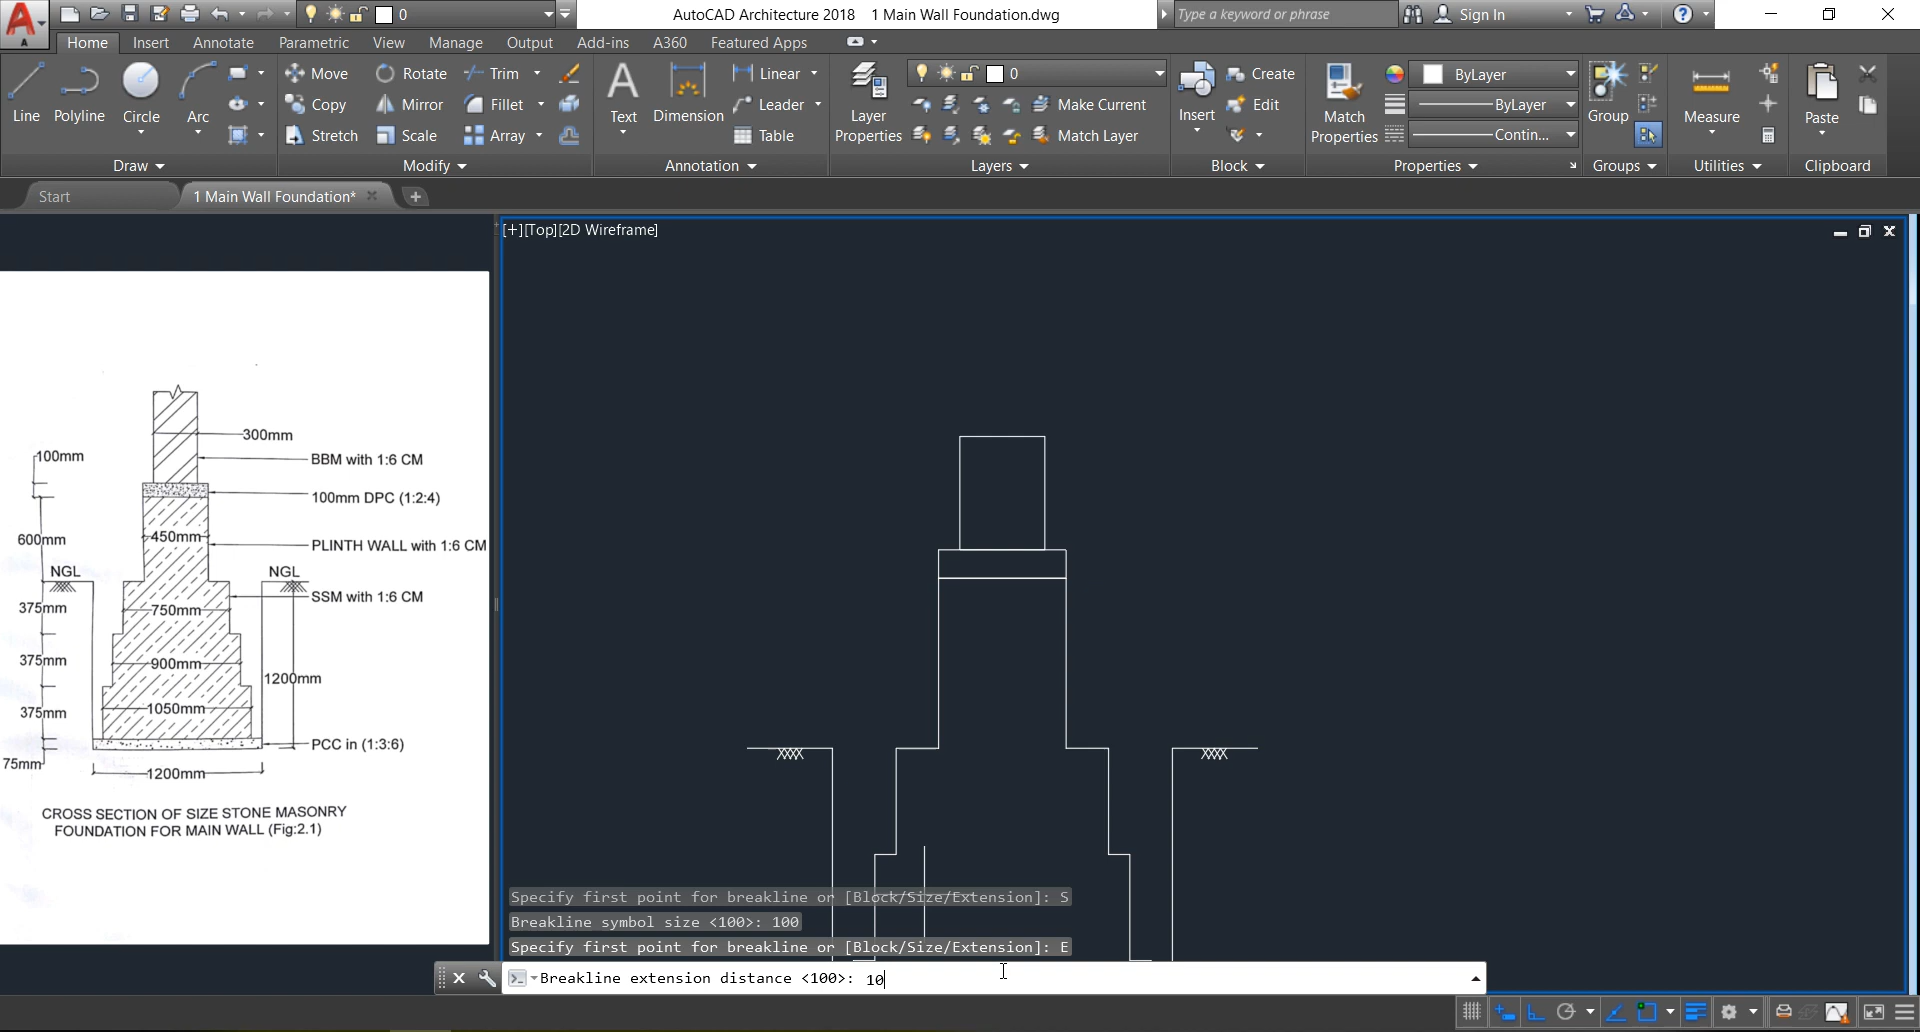 0
AutoCAD Architecture 2018 1 Main Wall Foundation.dwg
Type a keyword or phrase
Sign In
A
Home Insert Annotate Parametric View Manage Output Add-ins A360 Featured Apps
Line Polyline Circle Arc
Move Rotate Trim
Copy Mirror Fillet
Stretch Scale Array
Text Dimension
Linear
Leader
Table
Layer
Properties
0
Make Current
Match Layer
Insert
Create
Edit
Match
Properties
ByLayer
ByLayer
Contin...
Group
Measure
Paste
Draw Modify Annotation Layers Block Properties Groups Utilities Clipboard
Start 1 Main Wall Foundation*
[+][Top][2D Wireframe]
300mm
100mm
BBM with 1:6 CM
100mm DPC (1:2:4)
600mm
450mm
PLINTH WALL with 1:6 CM
NGL NGL
SSM with 1:6 CM
375mm
750mm
375mm
900mm
1200mm
375mm
1050mm
PCC in (1:3:6)
75mm
1200mm
CROSS SECTION OF SIZE STONE MASONRY
FOUNDATION FOR MAIN WALL (Fig:2.1)
Specify first point for breakline or [Block/Size/Extension]: S
Breakline symbol size <100>: 100
Specify first point for breakline or [Block/Size/Extension]: E
Breakline extension distance <100>: 10